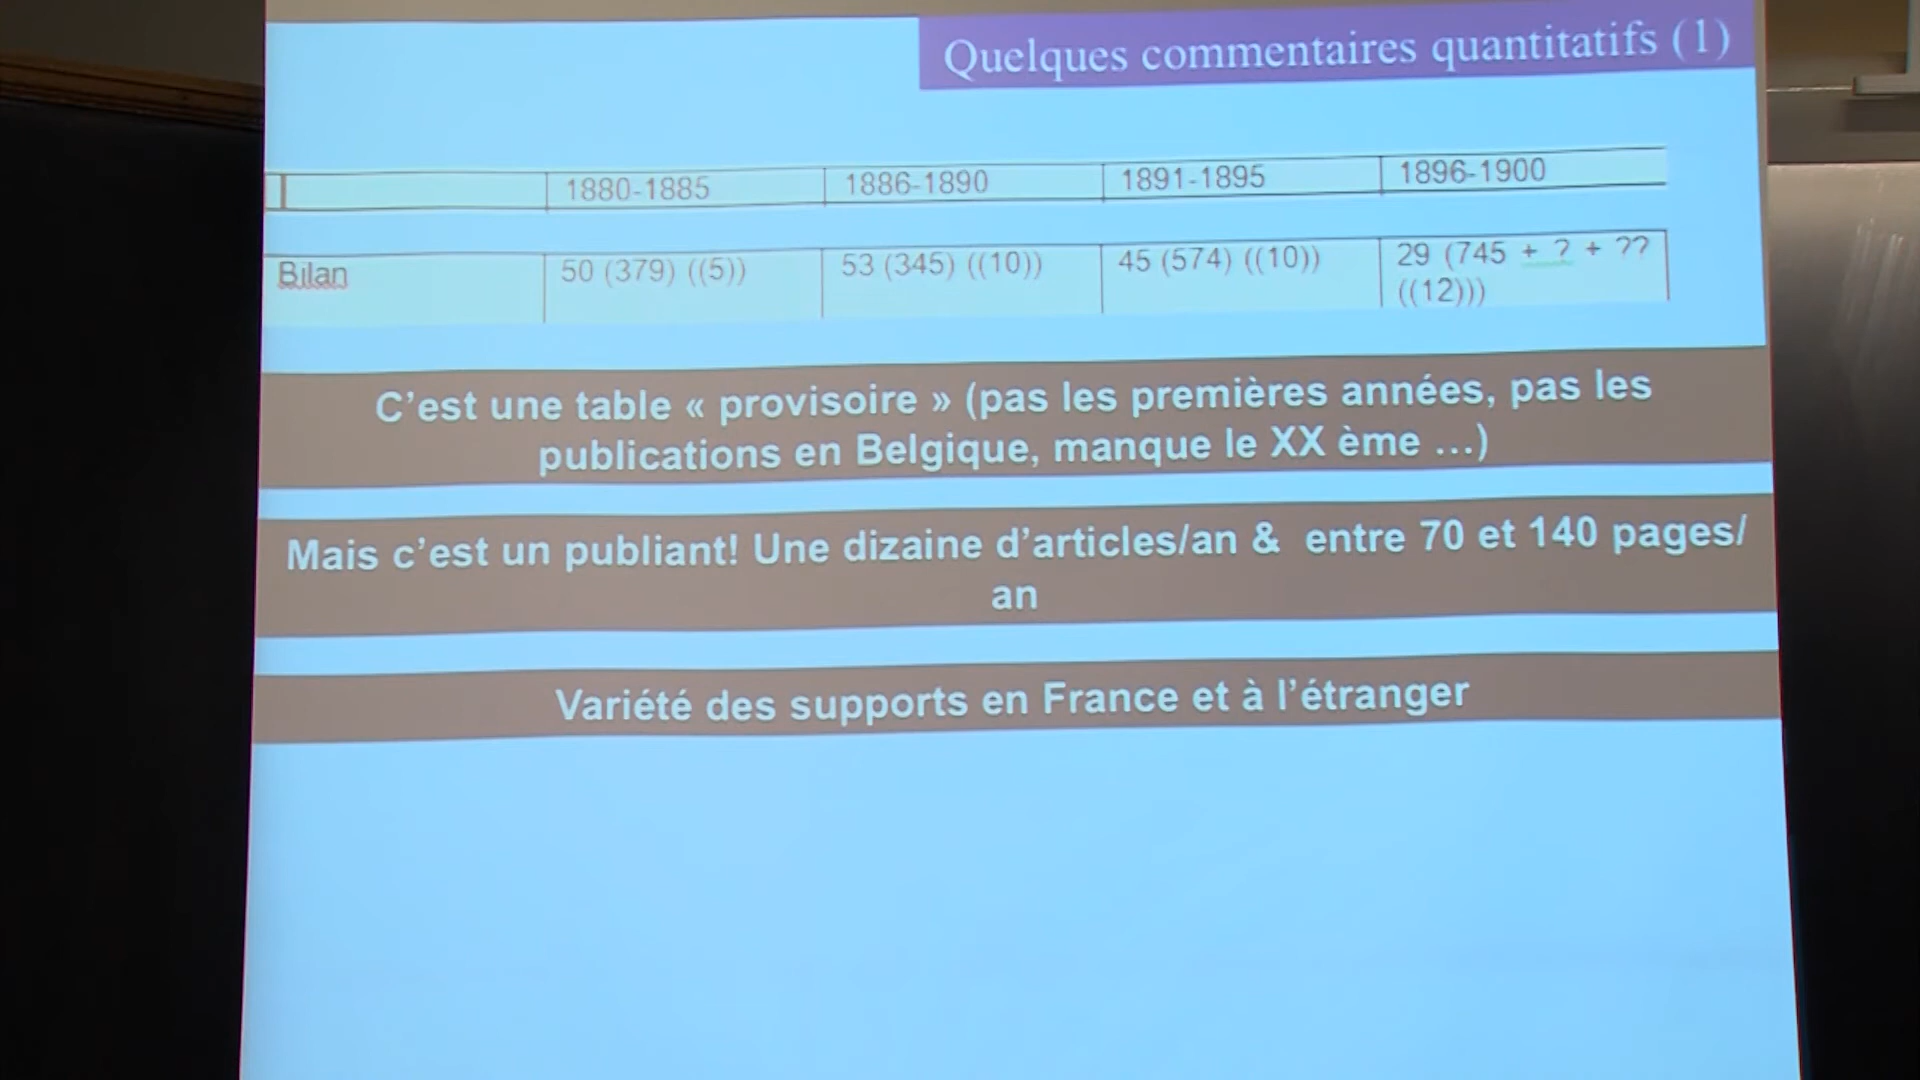 Quelques commentaires quantitatifs (1)
1880-1885 1886-1890 1891-1895 1896-1900
Bilan 50 (379) ((5)) 53 (345) ((10)) 45 (574) ((10)) 29 (745 + ? + ??
((12)))
C’est une table « provisoire » (pas les premières années, pas les
publications en Belgique, manque le XX ème ...)
Mais c’est un publiant! Une dizaine d’articles/an & entre 70 et 140 pages/
an
Variété des supports en France et à l’étranger